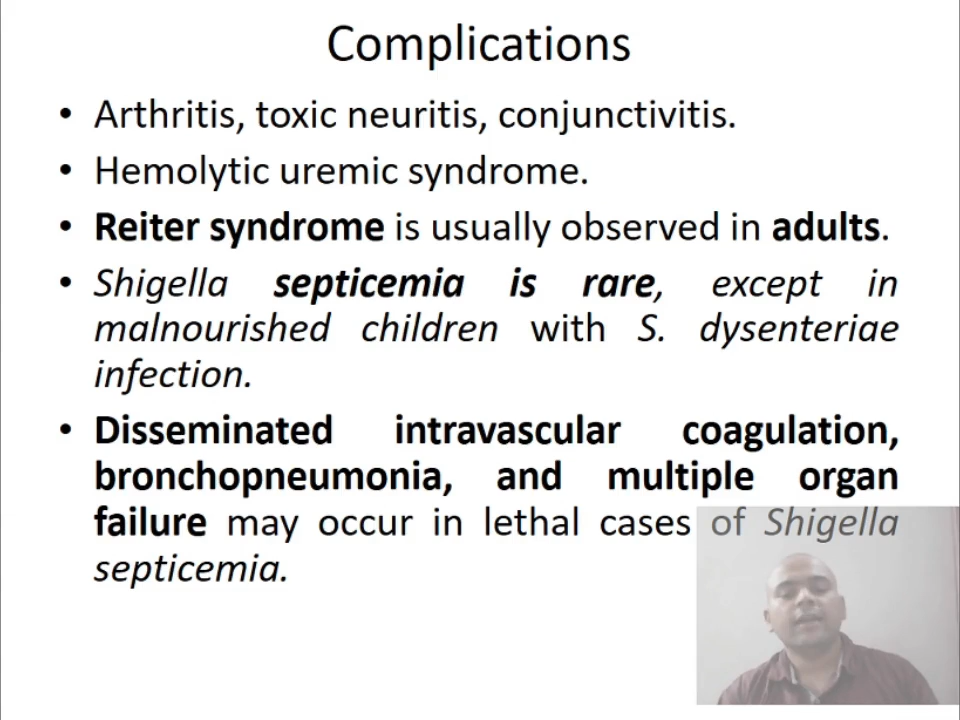 Complications
• Arthritis, toxic neuritis, conjunctivitis.
• Hemolytic uremic syndrome.
• Reiter syndrome is usually observed in adults.
• Shigella septicemia is rare, except in
malnourished children with S. dysenteriae
infection.
• Disseminated intravascular coagulation,
bronchopneumonia, and multiple organ
failure may occur in lethal cases of Shigella
septicemia.